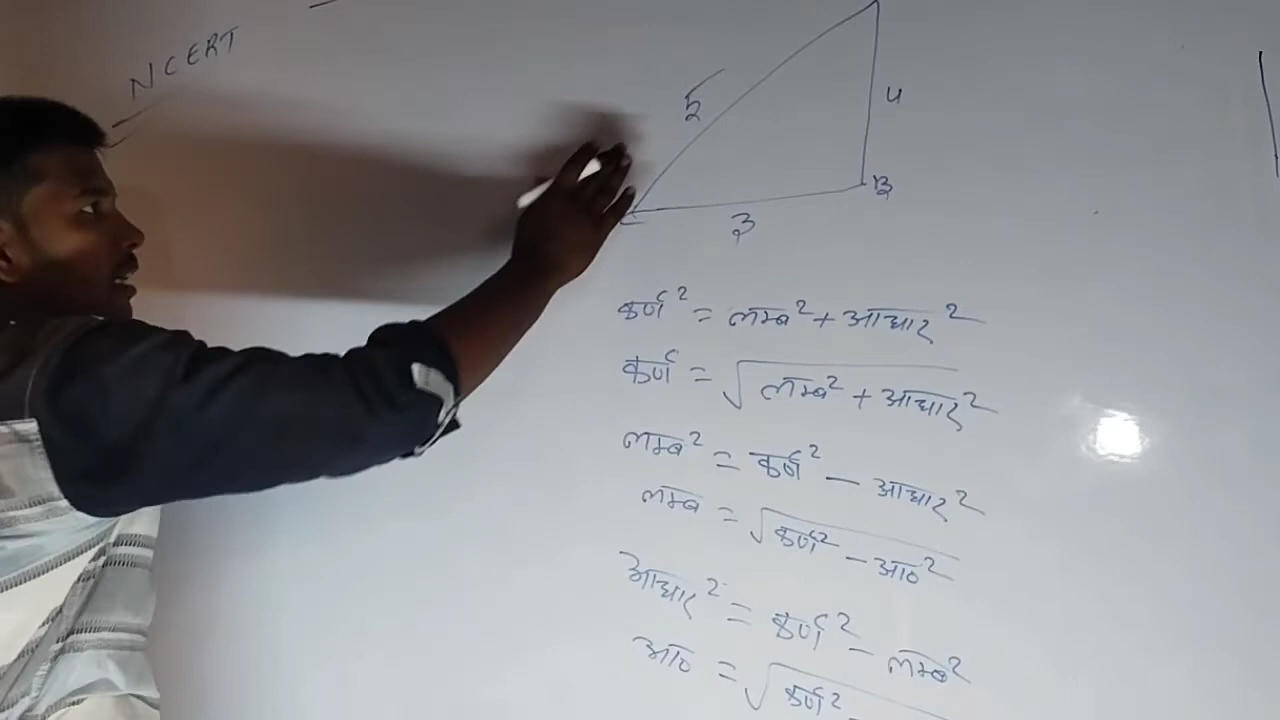 NCERT
5
4
B
3
कर्ण² = लम्ब² + आधार²
कर्ण = √लम्ब² + आधार²
लम्ब² = कर्ण² – आधार²
लम्ब = √कर्ण² – आ०²
आधार² = कर्ण² – लम्ब²
आ० = √कर्ण² –